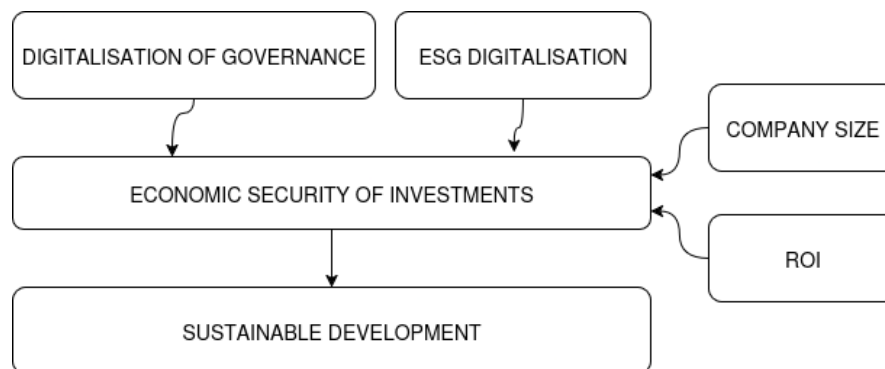 DIGITALISATION OF GOVERNANCE
ESG DIGITALISATION
COMPANY SIZE
ECONOMIC SECURITY OF INVESTMENTS
ROI
SUSTAINABLE DEVELOPMENT